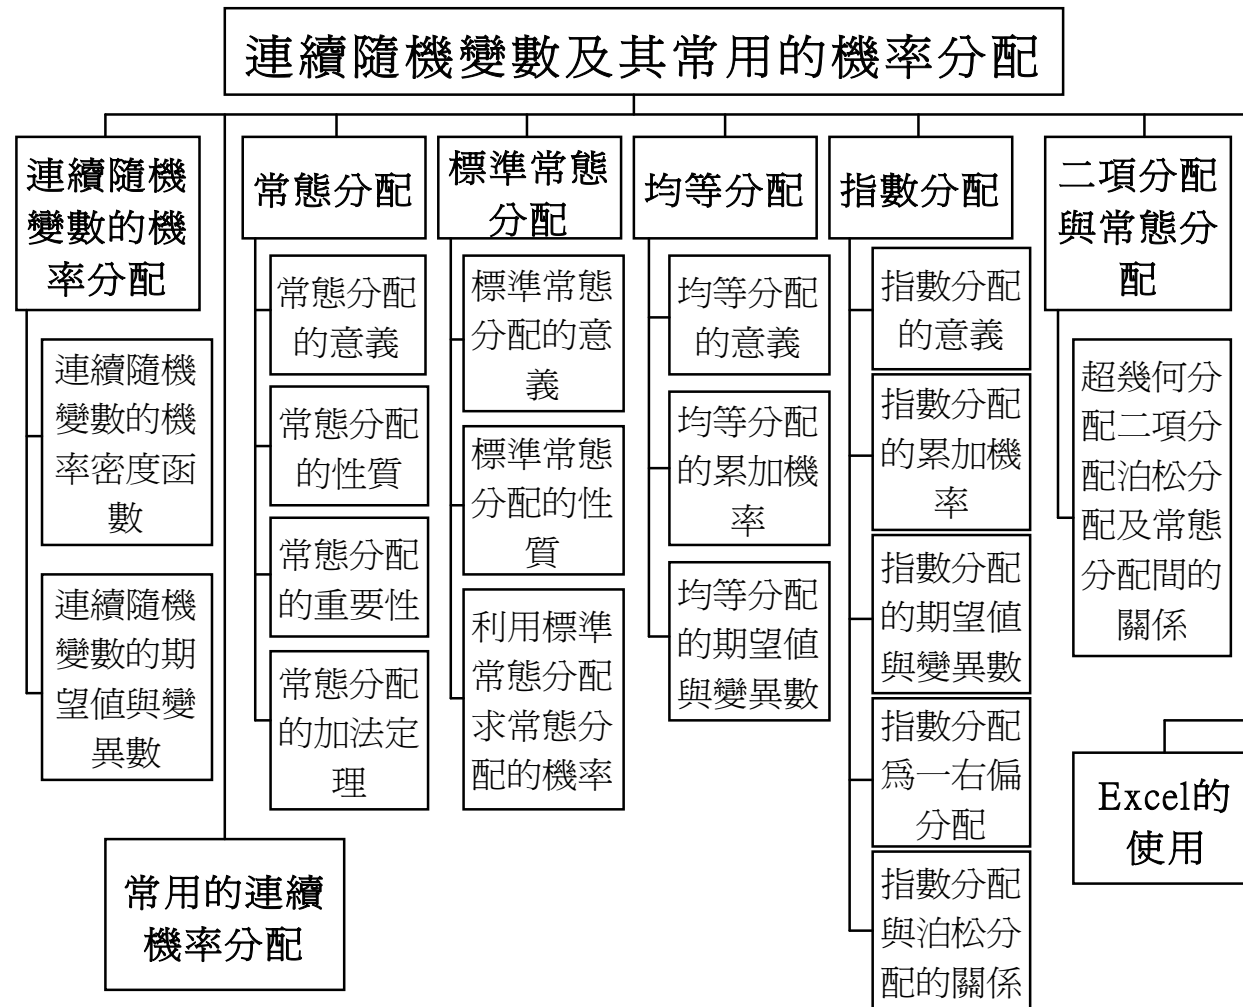 連續隨機變數及其常用的機率分配
連續隨機
變數的機
率分配
連續隨機
變數的機
率密度函
數
連續隨機
變數的期
望值與變
異數
常用的連續
機率分配
常態分配
常態分配
的意義
常態分配
的性質
常態分配
的重要性
常態分配
的加法定
理
標準常態
分配
標準常態
分配的意
義
標準常態
分配的性
質
利用標準
常態分配
求常態分
配的機率
均等分配
均等分配
的意義
均等分配
的累加機
率
均等分配
的期望值
與變異數
指數分配
指數分配
的意義
指數分配
的累加機
率
指數分配
的期望值
與變異數
指數分配
為一右偏
分配
指數分配
與泊松分
配的關係
二項分配
與常態分
配
超幾何分
配二項分
配泊松分
配及常態
分配間的
關係
Excel的
使用